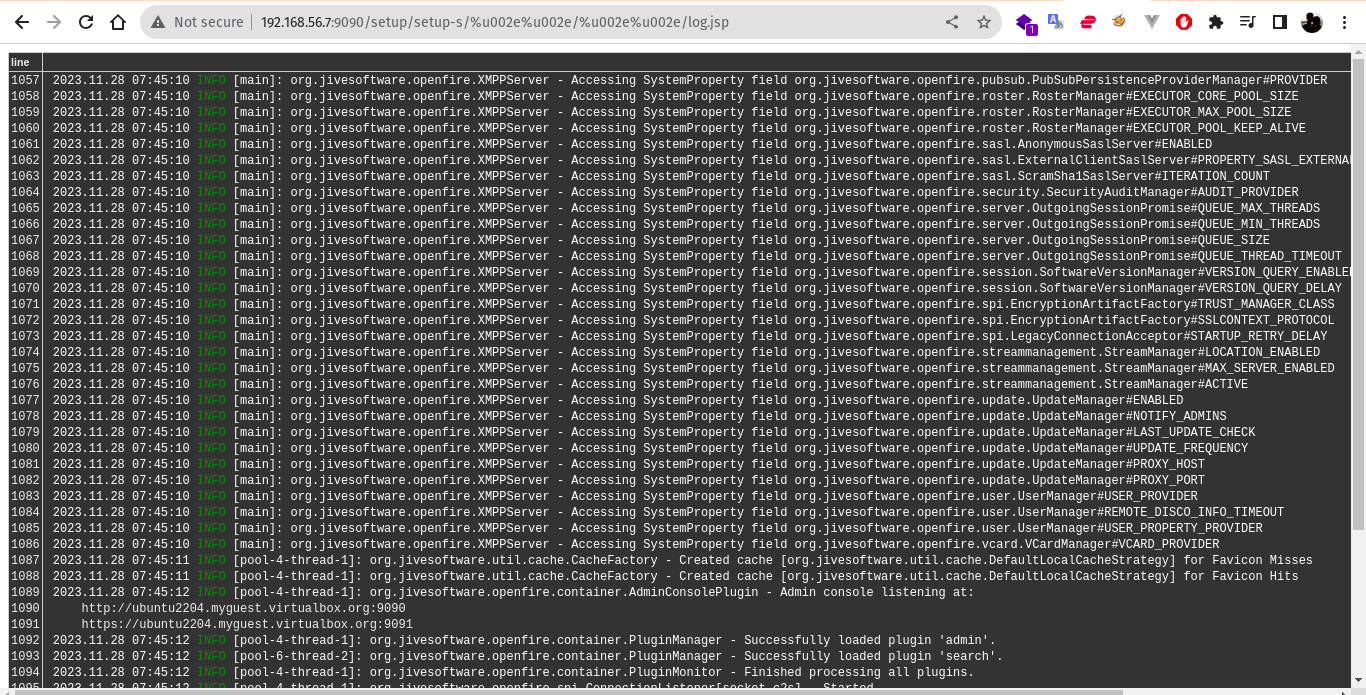 Not secure 192.168.56.7:9090/setup/setup-s/%u002e%u002e/%u002e%u002e/log.jsp
1
line
1057 2023.11.28 07:45:10 INFO [main]: org.jivesoftware.openfire.XMPPServer - Accessing SystemProperty field org.jivesoftware.openfire.pubsub.PubSubPersistenceProviderManager#PROVIDER
1058 2023.11.28 07:45:10 INFO [main]: org.jivesoftware.openfire.XMPPServer - Accessing SystemProperty field org.jivesoftware.openfire.roster.RosterManager#EXECUTOR_CORE_POOL_SIZE
1059 2023.11.28 07:45:10 INFO [main]: org.jivesoftware.openfire.XMPPServer - Accessing SystemProperty field org.jivesoftware.openfire.roster.RosterManager#EXECUTOR_MAX_POOL_SIZE
1060 2023.11.28 07:45:10 INFO [main]: org.jivesoftware.openfire.XMPPServer - Accessing SystemProperty field org.jivesoftware.openfire.roster.RosterManager#EXECUTOR_POOL_KEEP_ALIVE
1061 2023.11.28 07:45:10 INFO [main]: org.jivesoftware.openfire.XMPPServer - Accessing SystemProperty field org.jivesoftware.openfire.sasl.AnonymousSaslServer#ENABLED
1062 2023.11.28 07:45:10 INFO [main]: org.jivesoftware.openfire.XMPPServer - Accessing SystemProperty field org.jivesoftware.openfire.sasl.ExternalClientSaslServer#PROPERTY_SASL_EXTERNA
1063 2023.11.28 07:45:10 INFO [main]: org.jivesoftware.openfire.XMPPServer - Accessing SystemProperty field org.jivesoftware.openfire.sasl.ScramSha1SaslServer#ITERATION_COUNT
1064 2023.11.28 07:45:10 INFO [main]: org.jivesoftware.openfire.XMPPServer - Accessing SystemProperty field org.jivesoftware.openfire.security.SecurityAuditManager#AUDIT_PROVIDER
1065 2023.11.28 07:45:10 INFO [main]: org.jivesoftware.openfire.XMPPServer - Accessing SystemProperty field org.jivesoftware.openfire.server.OutgoingSessionPromise#QUEUE_MAX_THREADS
1066 2023.11.28 07:45:10 INFO [main]: org.jivesoftware.openfire.XMPPServer - Accessing SystemProperty field org.jivesoftware.openfire.server.OutgoingSessionPromise#QUEUE_MIN_THREADS
1067 2023.11.28 07:45:10 INFO [main]: org.jivesoftware.openfire.XMPPServer - Accessing SystemProperty field org.jivesoftware.openfire.server.OutgoingSessionPromise#QUEUE_SIZE
1068 2023.11.28 07:45:10 INFO [main]: org.jivesoftware.openfire.XMPPServer - Accessing SystemProperty field org.jivesoftware.openfire.server.OutgoingSessionPromise#QUEUE_THREAD_TIMEOUT
1069 2023.11.28 07:45:10 INFO [main]: org.jivesoftware.openfire.XMPPServer - Accessing SystemProperty field org.jivesoftware.openfire.session.SoftwareVersionManager#VERSION_QUERY_ENABLE
1070 2023.11.28 07:45:10 INFO [main]: org.jivesoftware.openfire.XMPPServer - Accessing SystemProperty field org.jivesoftware.openfire.session.SoftwareVersionManager#VERSION_QUERY_DELAY
1071 2023.11.28 07:45:10 INFO [main]: org.jivesoftware.openfire.XMPPServer - Accessing SystemProperty field org.jivesoftware.openfire.spi.EncryptionArtifactFactory#TRUST_MANAGER_CLASS
1072 2023.11.28 07:45:10 INFO [main]: org.jivesoftware.openfire.XMPPServer - Accessing SystemProperty field org.jivesoftware.openfire.spi.EncryptionArtifactFactory#SSLCONTEXT_PROTOCOL
1073 2023.11.28 07:45:10 INFO [main]: org.jivesoftware.openfire.XMPPServer - Accessing SystemProperty field org.jivesoftware.openfire.spi.LegacyConnectionAcceptor#STARTUP_RETRY_DELAY
1074 2023.11.28 07:45:10 INFO [main]: org.jivesoftware.openfire.XMPPServer - Accessing SystemProperty field org.jivesoftware.openfire.streammanagement.StreamManager#LOCATION_ENABLED
1075 2023.11.28 07:45:10 INFO [main]: org.jivesoftware.openfire.XMPPServer - Accessing SystemProperty field org.jivesoftware.openfire.streammanagement.StreamManager#MAX_SERVER_ENABLED
1076 2023.11.28 07:45:10 INFO [main]: org.jivesoftware.openfire.XMPPServer - Accessing SystemProperty field org.jivesoftware.openfire.streammanagement.StreamManager#ACTIVE
1077 2023.11.28 07:45:10 INFO [main]: org.jivesoftware.openfire.XMPPServer - Accessing SystemProperty field org.jivesoftware.openfire.update.UpdateManager#ENABLED
1078 2023.11.28 07:45:10 INFO [main]: org.jivesoftware.openfire.XMPPServer - Accessing SystemProperty field org.jivesoftware.openfire.update.UpdateManager#NOTIFY_ADMINS
1079 2023.11.28 07:45:10 INFO [main]: org.jivesoftware.openfire.XMPPServer - Accessing SystemProperty field org.jivesoftware.openfire.update.UpdateManager#LAST_UPDATE_CHECK
1080 2023.11.28 07:45:10 INFO [main]: org.jivesoftware.openfire.XMPPServer - Accessing SystemProperty field org.jivesoftware.openfire.update.UpdateManager#UPDATE_FREQUENCY
1081 2023.11.28 07:45:10 INFO [main]: org.jivesoftware.openfire.XMPPServer - Accessing SystemProperty field org.jivesoftware.openfire.update.UpdateManager#PROXY_HOST
1082 2023.11.28 07:45:10 INFO [main]: org.jivesoftware.openfire.XMPPServer - Accessing SystemProperty field org.jivesoftware.openfire.update.UpdateManager#PROXY_PORT
1083 2023.11.28 07:45:10 INFO [main]: org.jivesoftware.openfire.XMPPServer - Accessing SystemProperty field org.jivesoftware.openfire.user.UserManager#USER_PROVIDER
1084 2023.11.28 07:45:10 INFO [main]: org.jivesoftware.openfire.XMPPServer - Accessing SystemProperty field org.jivesoftware.openfire.user.UserManager#REMOTE_DISCO_INFO_TIMEOUT
1085 2023.11.28 07:45:10 INFO [main]: org.jivesoftware.openfire.XMPPServer - Accessing SystemProperty field org.jivesoftware.openfire.user.UserManager#USER_PROPERTY_PROVIDER
1086 2023.11.28 07:45:10 INFO [main]: org.jivesoftware.openfire.XMPPServer - Accessing SystemProperty field org.jivesoftware.openfire.vcard.VCardManager#VCARD_PROVIDER
1087 2023.11.28 07:45:11 INFO [pool-4-thread-1]: org.jivesoftware.util.cache.CacheFactory - Created cache [org.jivesoftware.util.cache.DefaultLocalCacheStrategy] for Favicon Misses
1088 2023.11.28 07:45:11 INFO [pool-4-thread-1]: org.jivesoftware.util.cache.CacheFactory - Created cache [org.jivesoftware.util.cache.DefaultLocalCacheStrategy] for Favicon Hits
1089 2023.11.28 07:45:11 INFO [pool-4-thread-1]: org.jivesoftware.openfire.container.AdminConsolePlugin - Admin console listening at:
1090 http://ubuntu2204.myguest.virtualbox.org:9090
1091 https://ubuntu2204.myguest.virtualbox.org:9091
1092 2023.11.28 07:45:12 INFO [pool-4-thread-1]: org.jivesoftware.openfire.container.PluginManager - Successfully loaded plugin 'admin'.
1093 2023.11.28 07:45:12 INFO [pool-6-thread-2]: org.jivesoftware.openfire.container.PluginManager - Successfully loaded plugin 'search'.
1094 2023.11.28 07:45:12 INFO [pool-4-thread-1]: org.jivesoftware.openfire.container.PluginMonitor - Finished processing all plugins.
1095 2023.11.28 07:45:12 INFO [pool-4-thread-1]: org.jivesoftware.openfire.spi.ConnectionListener[socket_c2s] - Started.